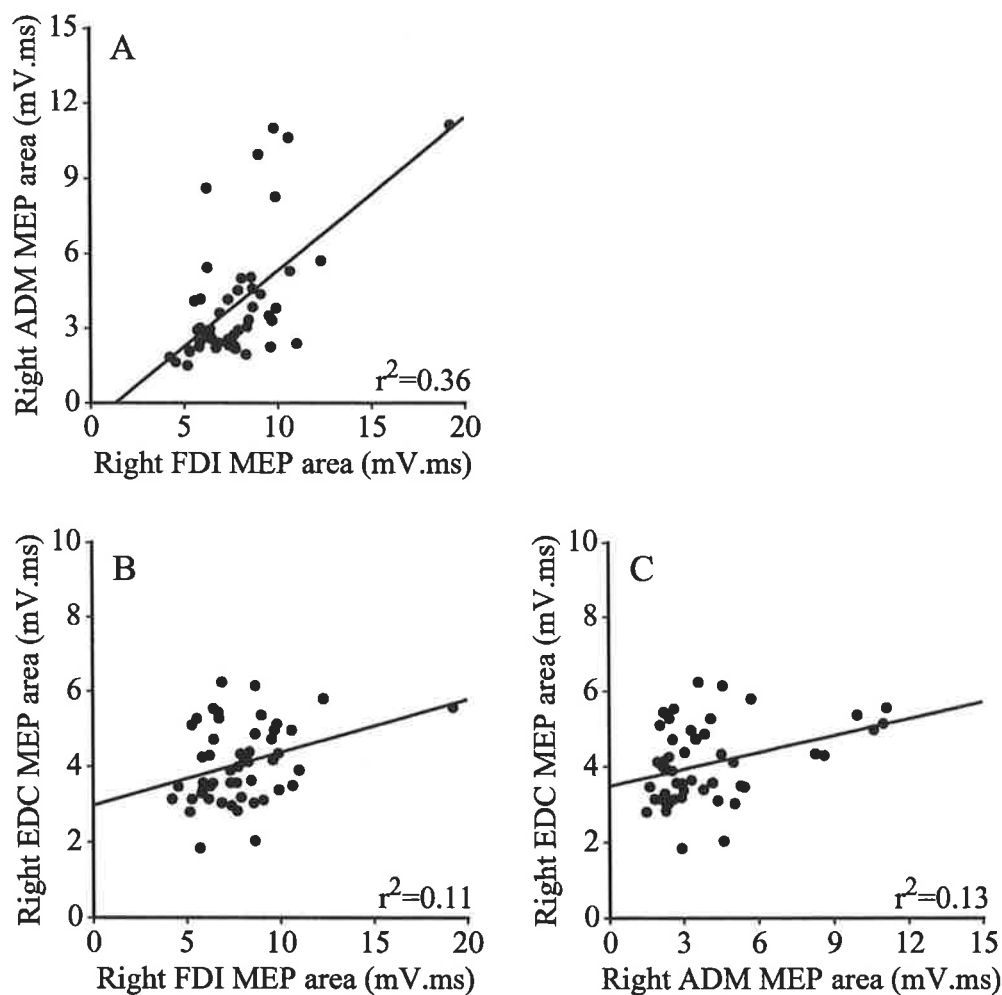 A
Right ADM MEP area (mV.ms)
15
12
9
6
3
0
r²=0.36
0 5 10 15 20
Right FDI MEP area (mV.ms)
B
Right EDC MEP area (mV.ms)
10
8
6
4
2
0
r²=0.11
0 5 10 15 20
Right FDI MEP area (mV.ms)
C
Right EDC MEP area (mV.ms)
10
8
6
4
2
0
r²=0.13
0 3 6 9 12 15
Right ADM MEP area (mV.ms)